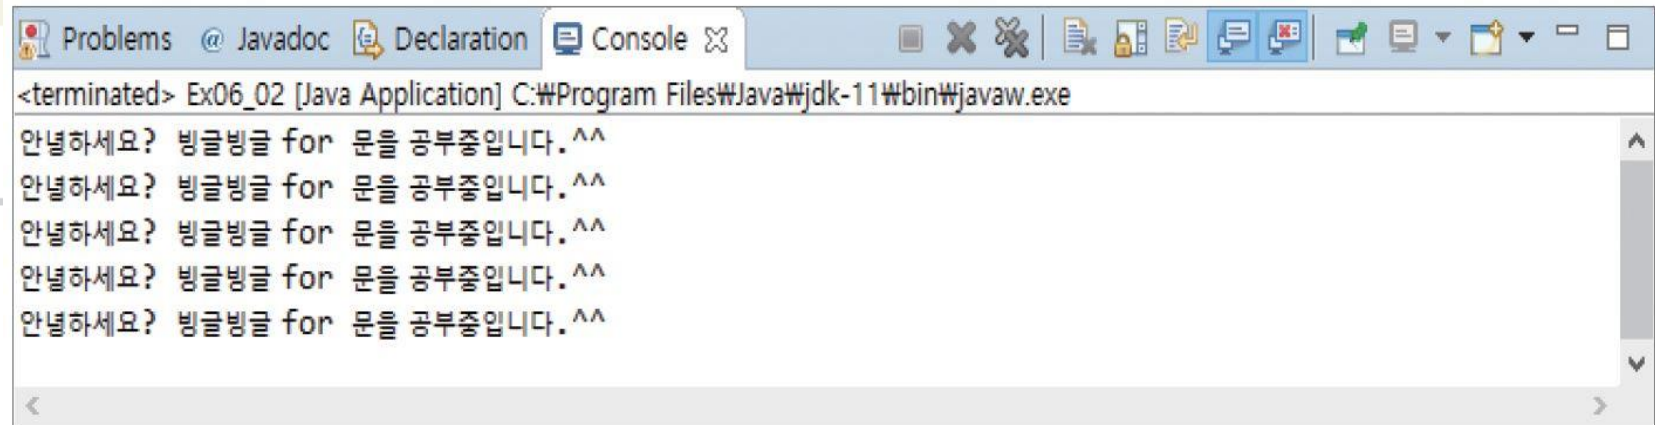 Problems @ Javadoc Declaration Console
<terminated> Ex06_02 [Java Application] C:₩Program Files₩Java₩jdk-11₩bin₩javaw.exe
안녕하세요? 빙글빙글 for 문을 공부중입니다.^^
안녕하세요? 빙글빙글 for 문을 공부중입니다.^^
안녕하세요? 빙글빙글 for 문을 공부중입니다.^^
안녕하세요? 빙글빙글 for 문을 공부중입니다.^^
안녕하세요? 빙글빙글 for 문을 공부중입니다.^^